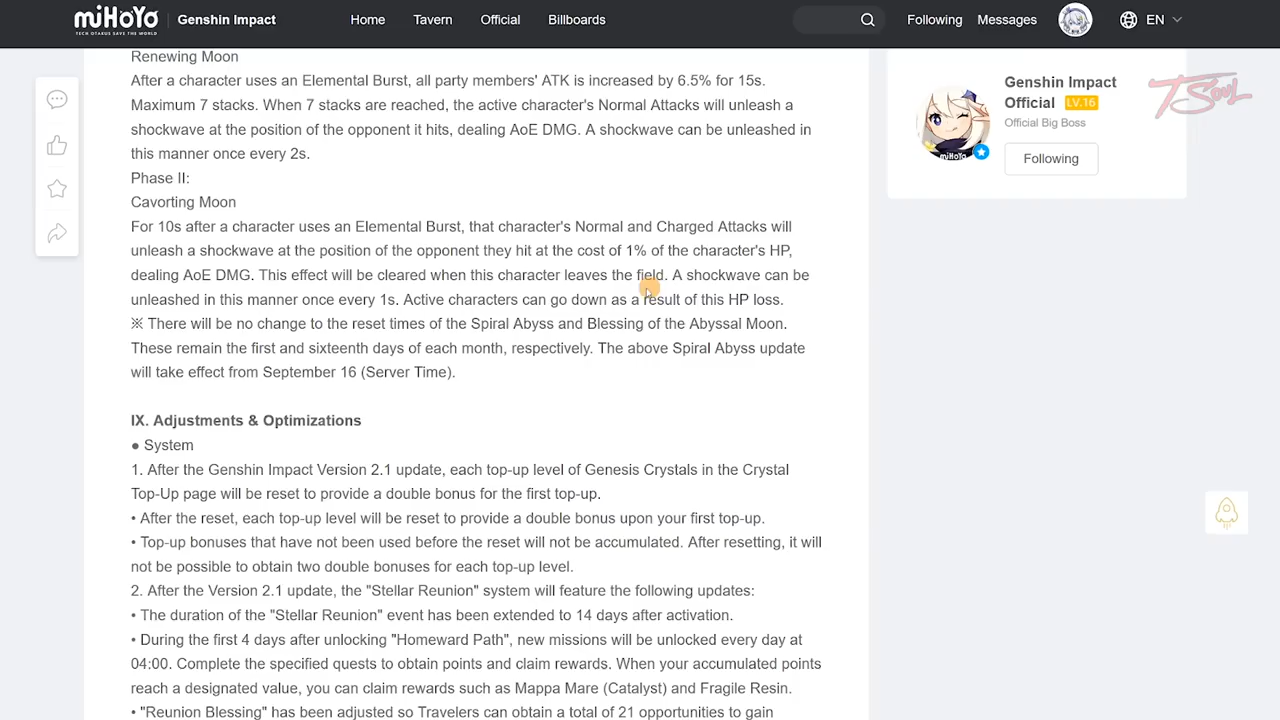 miHoYo
TECH OTAKUS SAVE THE WORLD
Genshin Impact
Home
Tavern
Official
Billboards
Following
Messages
EN
Renewing Moon
After a character uses an Elemental Burst, all party members' ATK is increased by 6.5% for 15s.
Maximum 7 stacks. When 7 stacks are reached, the active character's Normal Attacks will unleash a
shockwave at the position of the opponent it hits, dealing AoE DMG. A shockwave can be unleashed in
this manner once every 2s.
Phase II:
Cavorting Moon
For 10s after a character uses an Elemental Burst, that character's Normal and Charged Attacks will
unleash a shockwave at the position of the opponent they hit at the cost of 1% of the character's HP,
dealing AoE DMG. This effect will be cleared when this character leaves the field. A shockwave can be
unleashed in this manner once every 1s. Active characters can go down as a result of this HP loss.
※ There will be no change to the reset times of the Spiral Abyss and Blessing of the Abyssal Moon.
These remain the first and sixteenth days of each month, respectively. The above Spiral Abyss update
will take effect from September 16 (Server Time).
IX. Adjustments & Optimizations
● System
1. After the Genshin Impact Version 2.1 update, each top-up level of Genesis Crystals in the Crystal
Top-Up page will be reset to provide a double bonus for the first top-up.
• After the reset, each top-up level will be reset to provide a double bonus upon your first top-up.
• Top-up bonuses that have not been used before the reset will not be accumulated. After resetting, it will
not be possible to obtain two double bonuses for each top-up level.
2. After the Version 2.1 update, the "Stellar Reunion" system will feature the following updates:
• The duration of the "Stellar Reunion" event has been extended to 14 days after activation.
• During the first 4 days after unlocking "Homeward Path", new missions will be unlocked every day at
04:00. Complete the specified quests to obtain points and claim rewards. When your accumulated points
reach a designated value, you can claim rewards such as Mappa Mare (Catalyst) and Fragile Resin.
• "Reunion Blessing" has been adjusted so Travelers can obtain a total of 21 opportunities to gain
miHoYo
Genshin Impact
Official LV.16
Official Big Boss
Following
TSoul